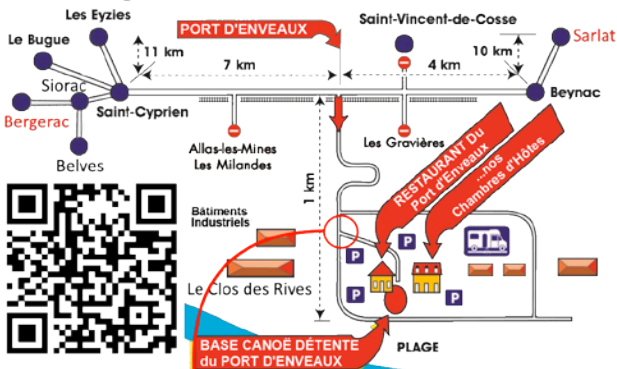 Les Eyzies
PORT D'ENVEAUX
Saint-Vincent-de-Cosse
Sarlat
Le Bugue
11 km
10 km
7 km
4 km
Siorac
Bergerac
Saint-Cyprien
Beynac
Belves
Allas-les-Mines
Les Milandes
Les Gravières
1 km
RESTAURANT Du
Port d'Enveaux
...nos
Chambres d'Hôtes
Bâtiments
Industriels
P
P
P
P
P
Le Clos des Rives
BASE CANOË DÉTENTE
du PORT D'ENVEAUX
PLAGE